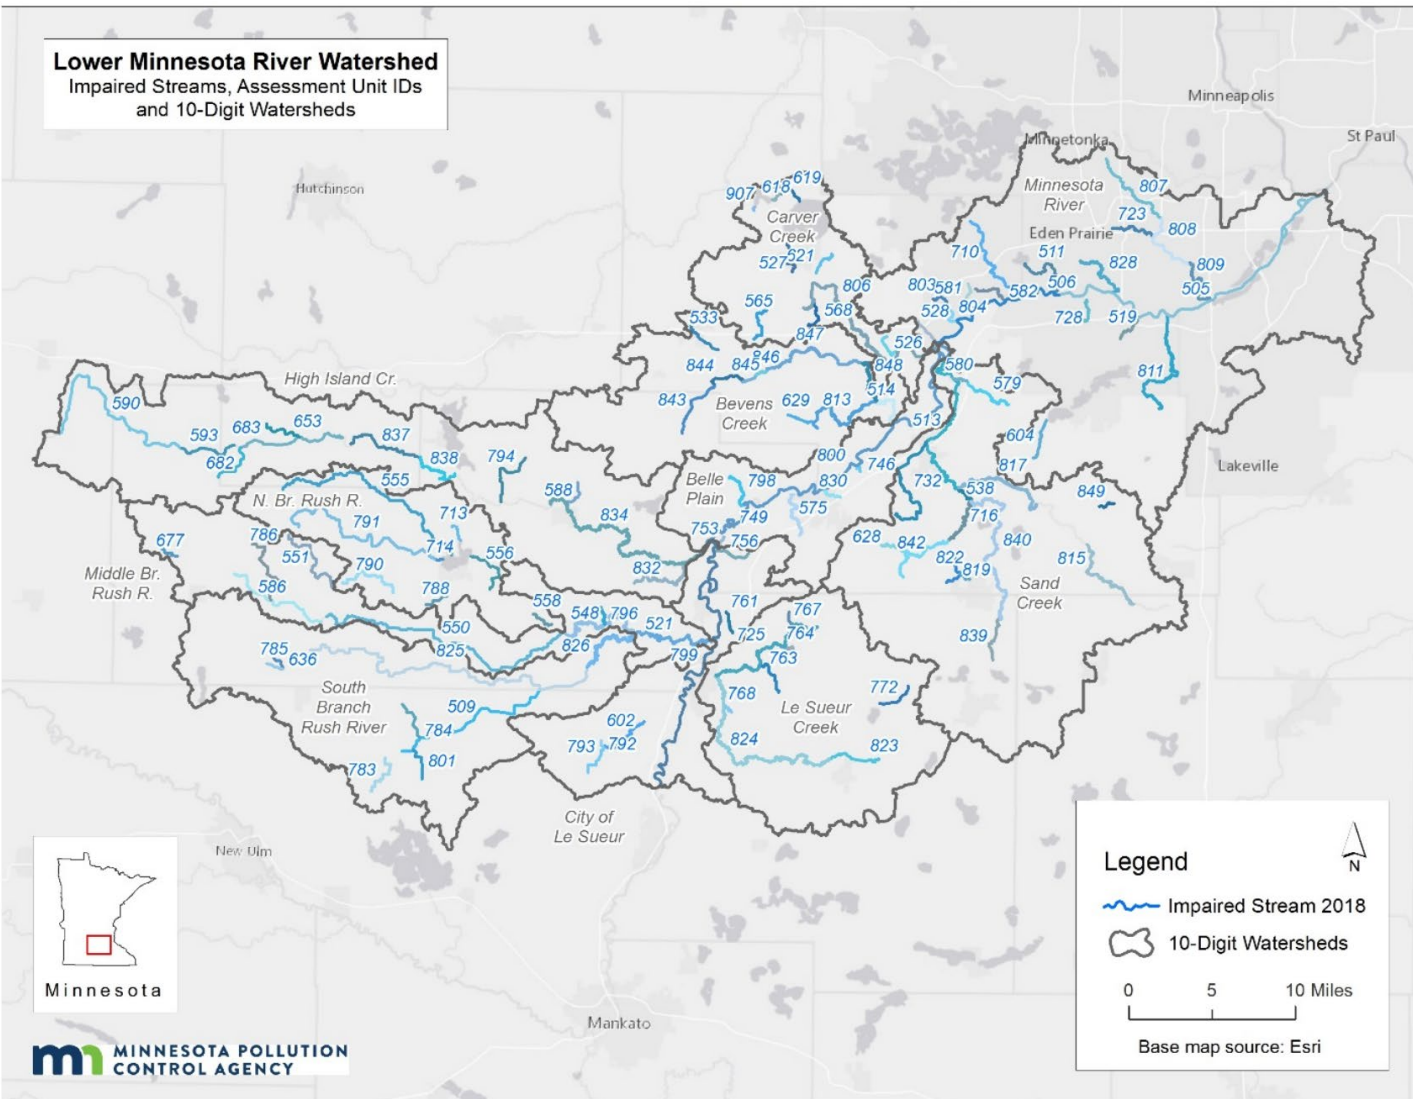 Lower Minnesota River Watershed
Impaired Streams, Assessment Unit IDs
and 10-Digit Watersheds
Minneapolis
St Paul
Minnetonka
Hutchinson
Minnesota
River
807
907
618
619
Carver
Creek
723
808
Eden Prairie
710
511
828
809
527
621
803
581
582
506
505
806
565
568
528
804
728
519
533
847
526
844
845
846
848
580
579
811
High Island Cr.
590
843
Bevens
Creek
629
813
514
513
593
683
653
837
604
682
838
794
800
746
817
Lakeville
555
Belle
Plain
798
830
732
538
849
N. Br. Rush R.
588
834
749
575
716
791
713
753
756
628
842
840
677
786
714
551
556
832
822
819
815
Middle Br.
Rush R.
790
586
788
Sand
Creek
558
548
796
761
767
550
521
725
764
839
825
826
799
763
785
636
South
Branch
Rush River
509
768
772
Le Sueur
Creek
784
602
793
792
824
823
783
801
City of
Le Sueur
New Ulm
Mankato
Minnesota
MINNESOTA POLLUTION
CONTROL AGENCY
Legend
N
Impaired Stream 2018
10-Digit Watersheds
0 5 10 Miles
Base map source: Esri